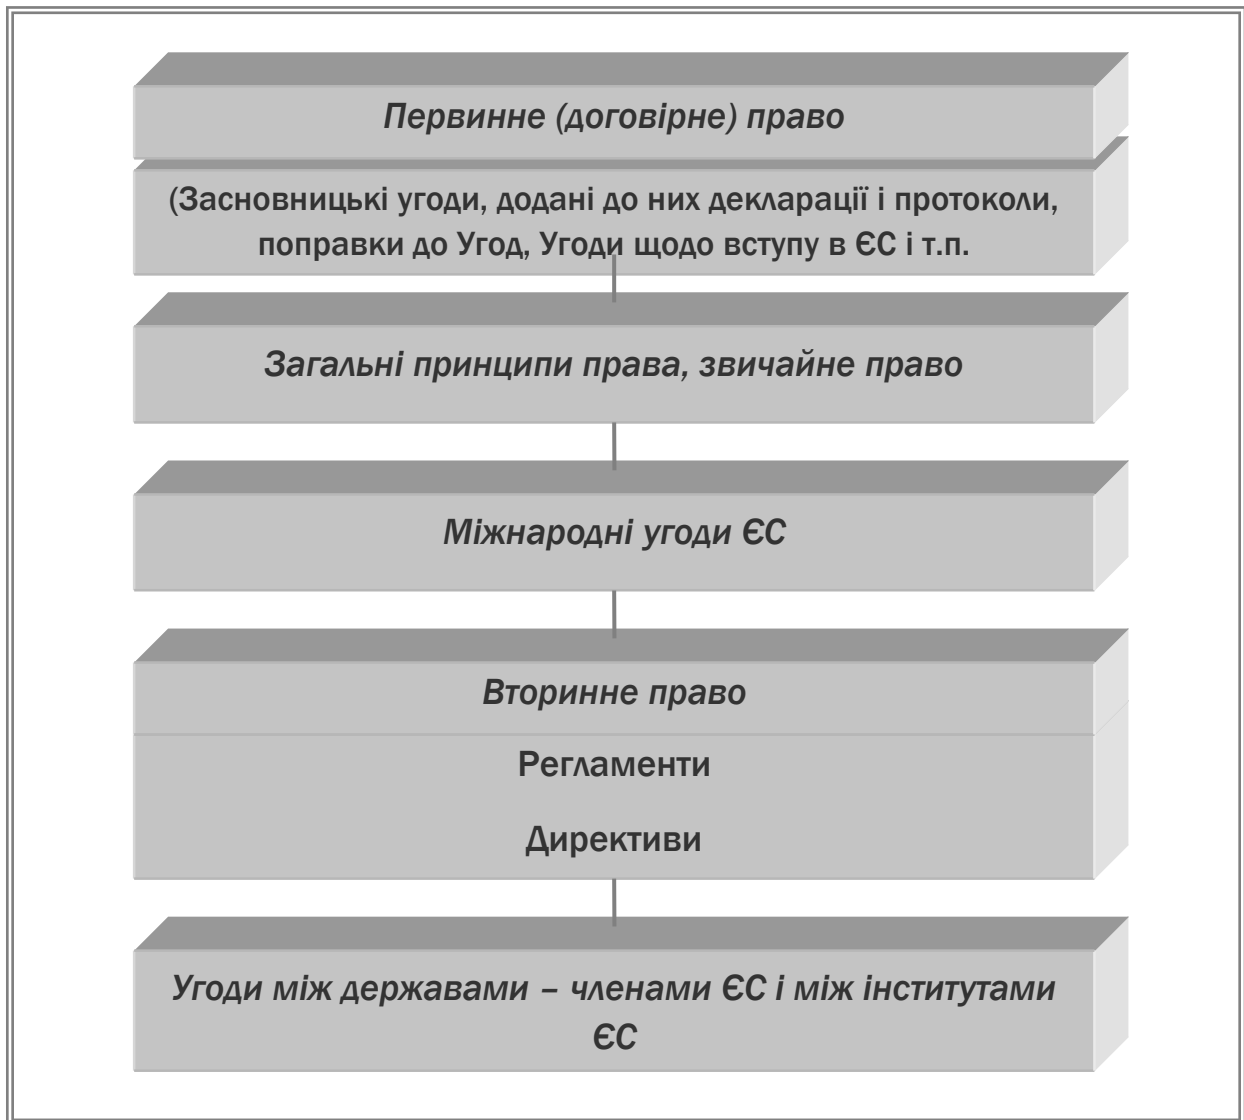 Первинне (договірне) право
(Засновницькі угоди, додані до них декларації і протоколи,
поправки до Угод, Угоди щодо вступу в ЄС і т.п.
Загальні принципи права, звичайне право
Міжнародні угоди ЄС
Вторинне право
Регламенти
Директиви
Угоди між державами – членами ЄС і між інститутами
ЄС